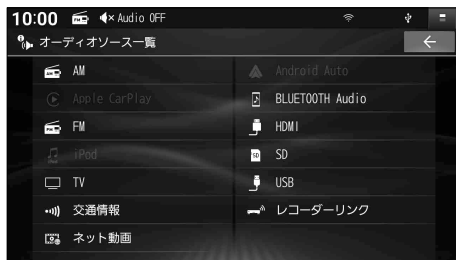 10:00 Audio OFF
オーディオソース一覧
AM
Android Auto
Apple CarPlay
BLUETOOTH Audio
FM
HDMI
iPod
SD
TV
USB
交通情報
レコーダーリンク
ネット動画